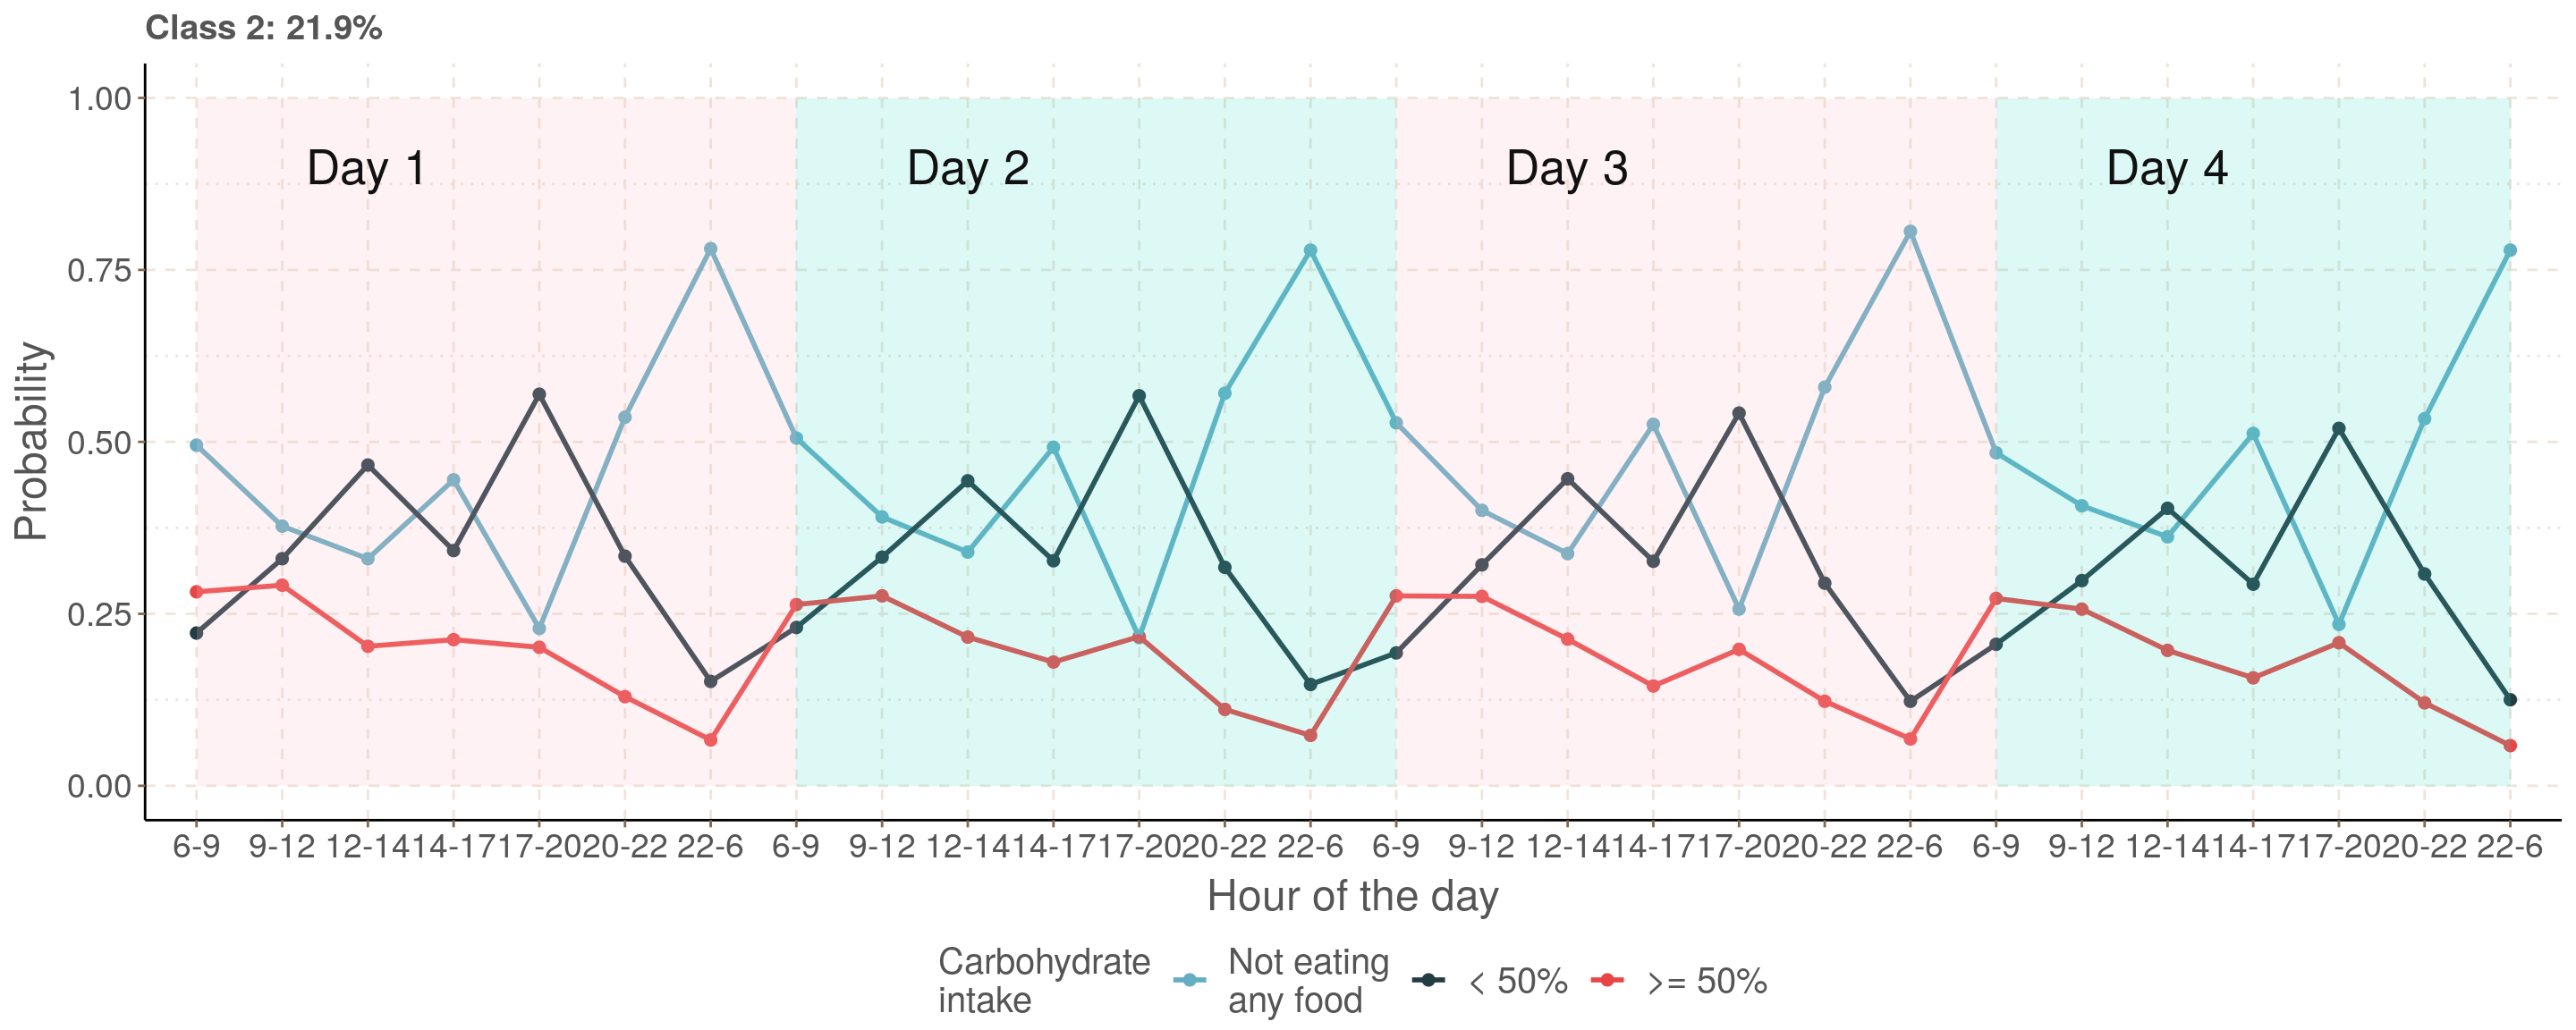 Class 2: 21.9%
1.00
0.75
0.50
0.25
0.00
Probability
Day 1 Day 2 Day 3 Day 4
6-9 9-12 12-14 14-17 17-20 20-22 22-6 6-9 9-12 12-14 14-17 17-20 20-22 22-6 6-9 9-12 12-14 14-17 17-20 20-22 22-6 6-9 9-12 12-14 14-17 17-20 20-22 22-6
Hour of the day
Carbohydrate
intake
Not eating
any food
< 50%
>= 50%